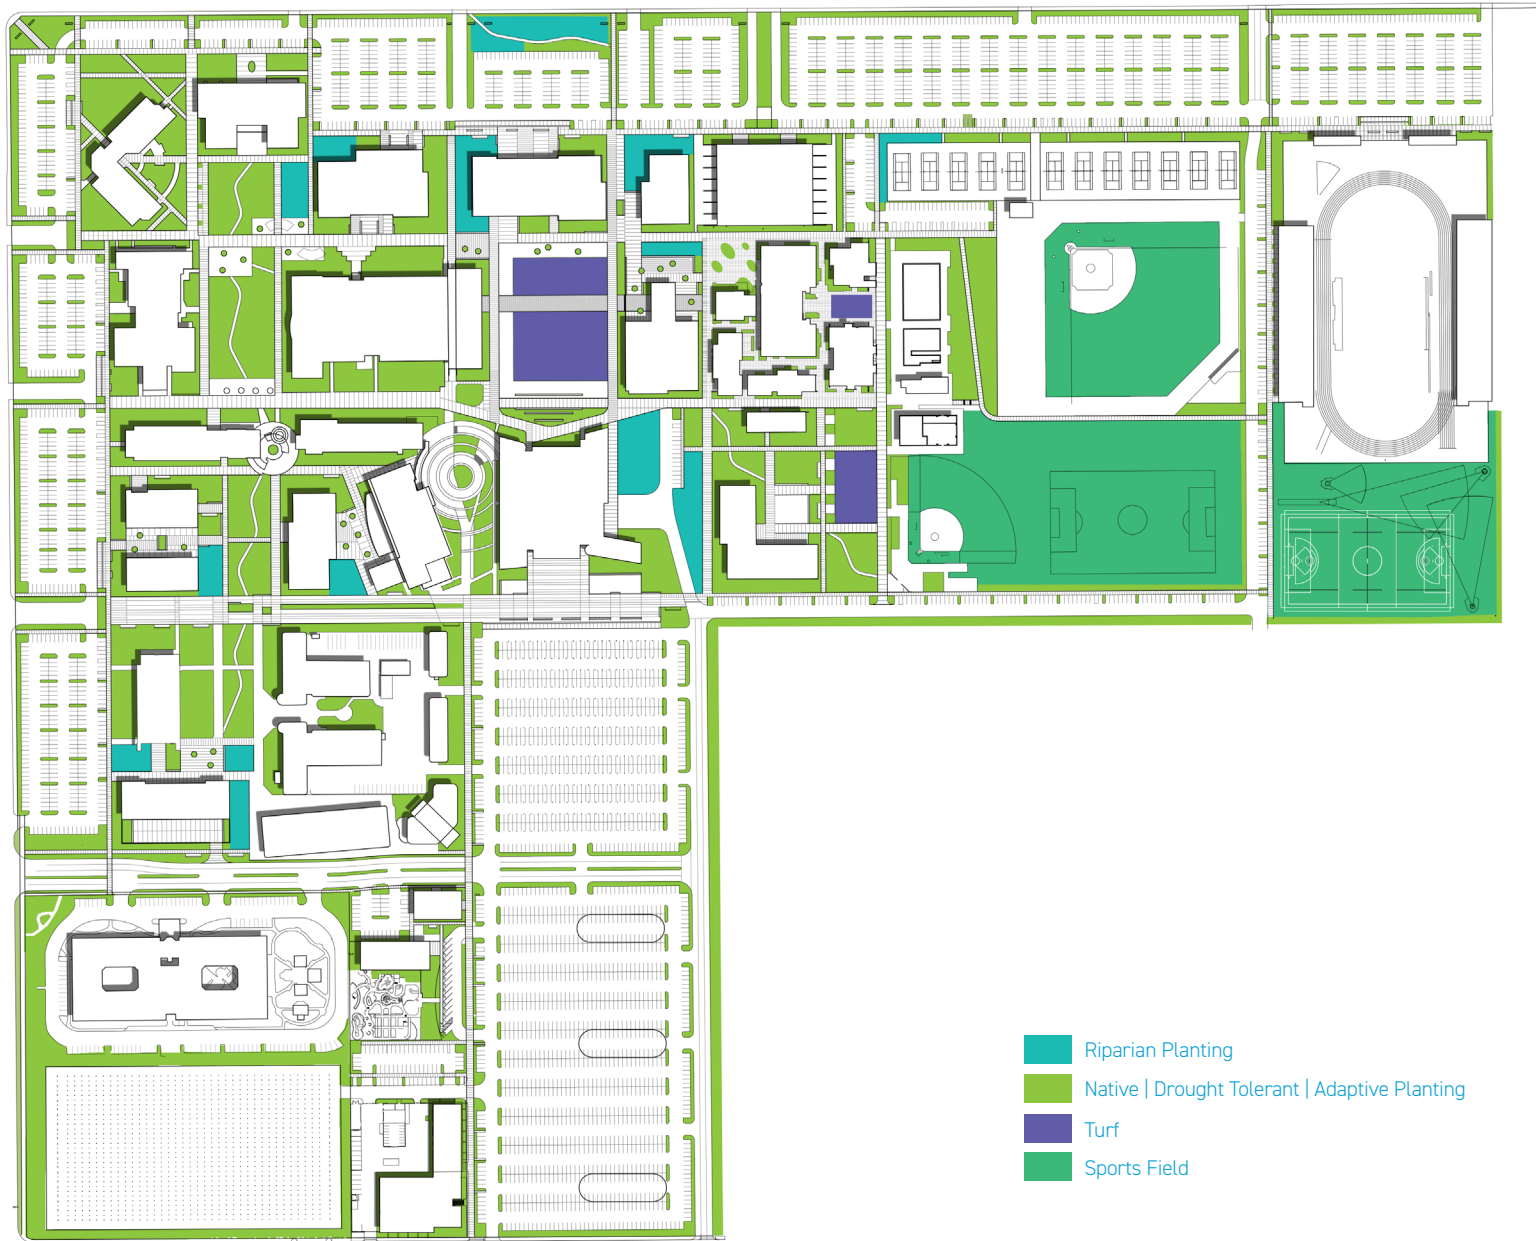 Riparian Planting
Native | Drought Tolerant | Adaptive Planting
Turf
Sports Field